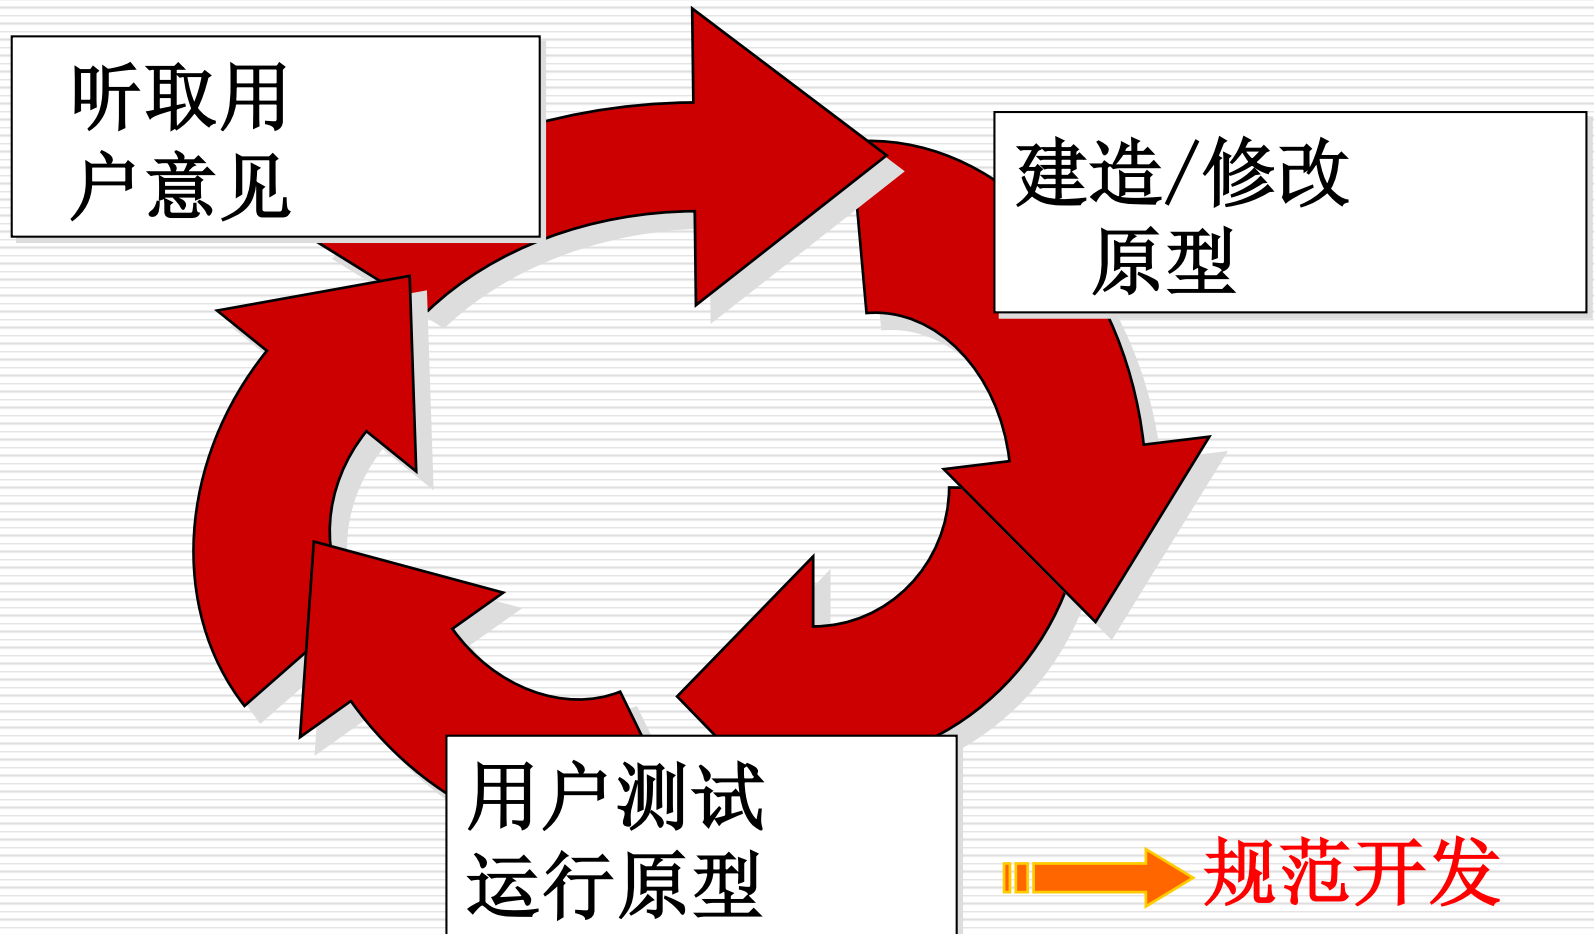 听取用
户意见
建造/修改
原型
用户测试
运行原型
规范开发